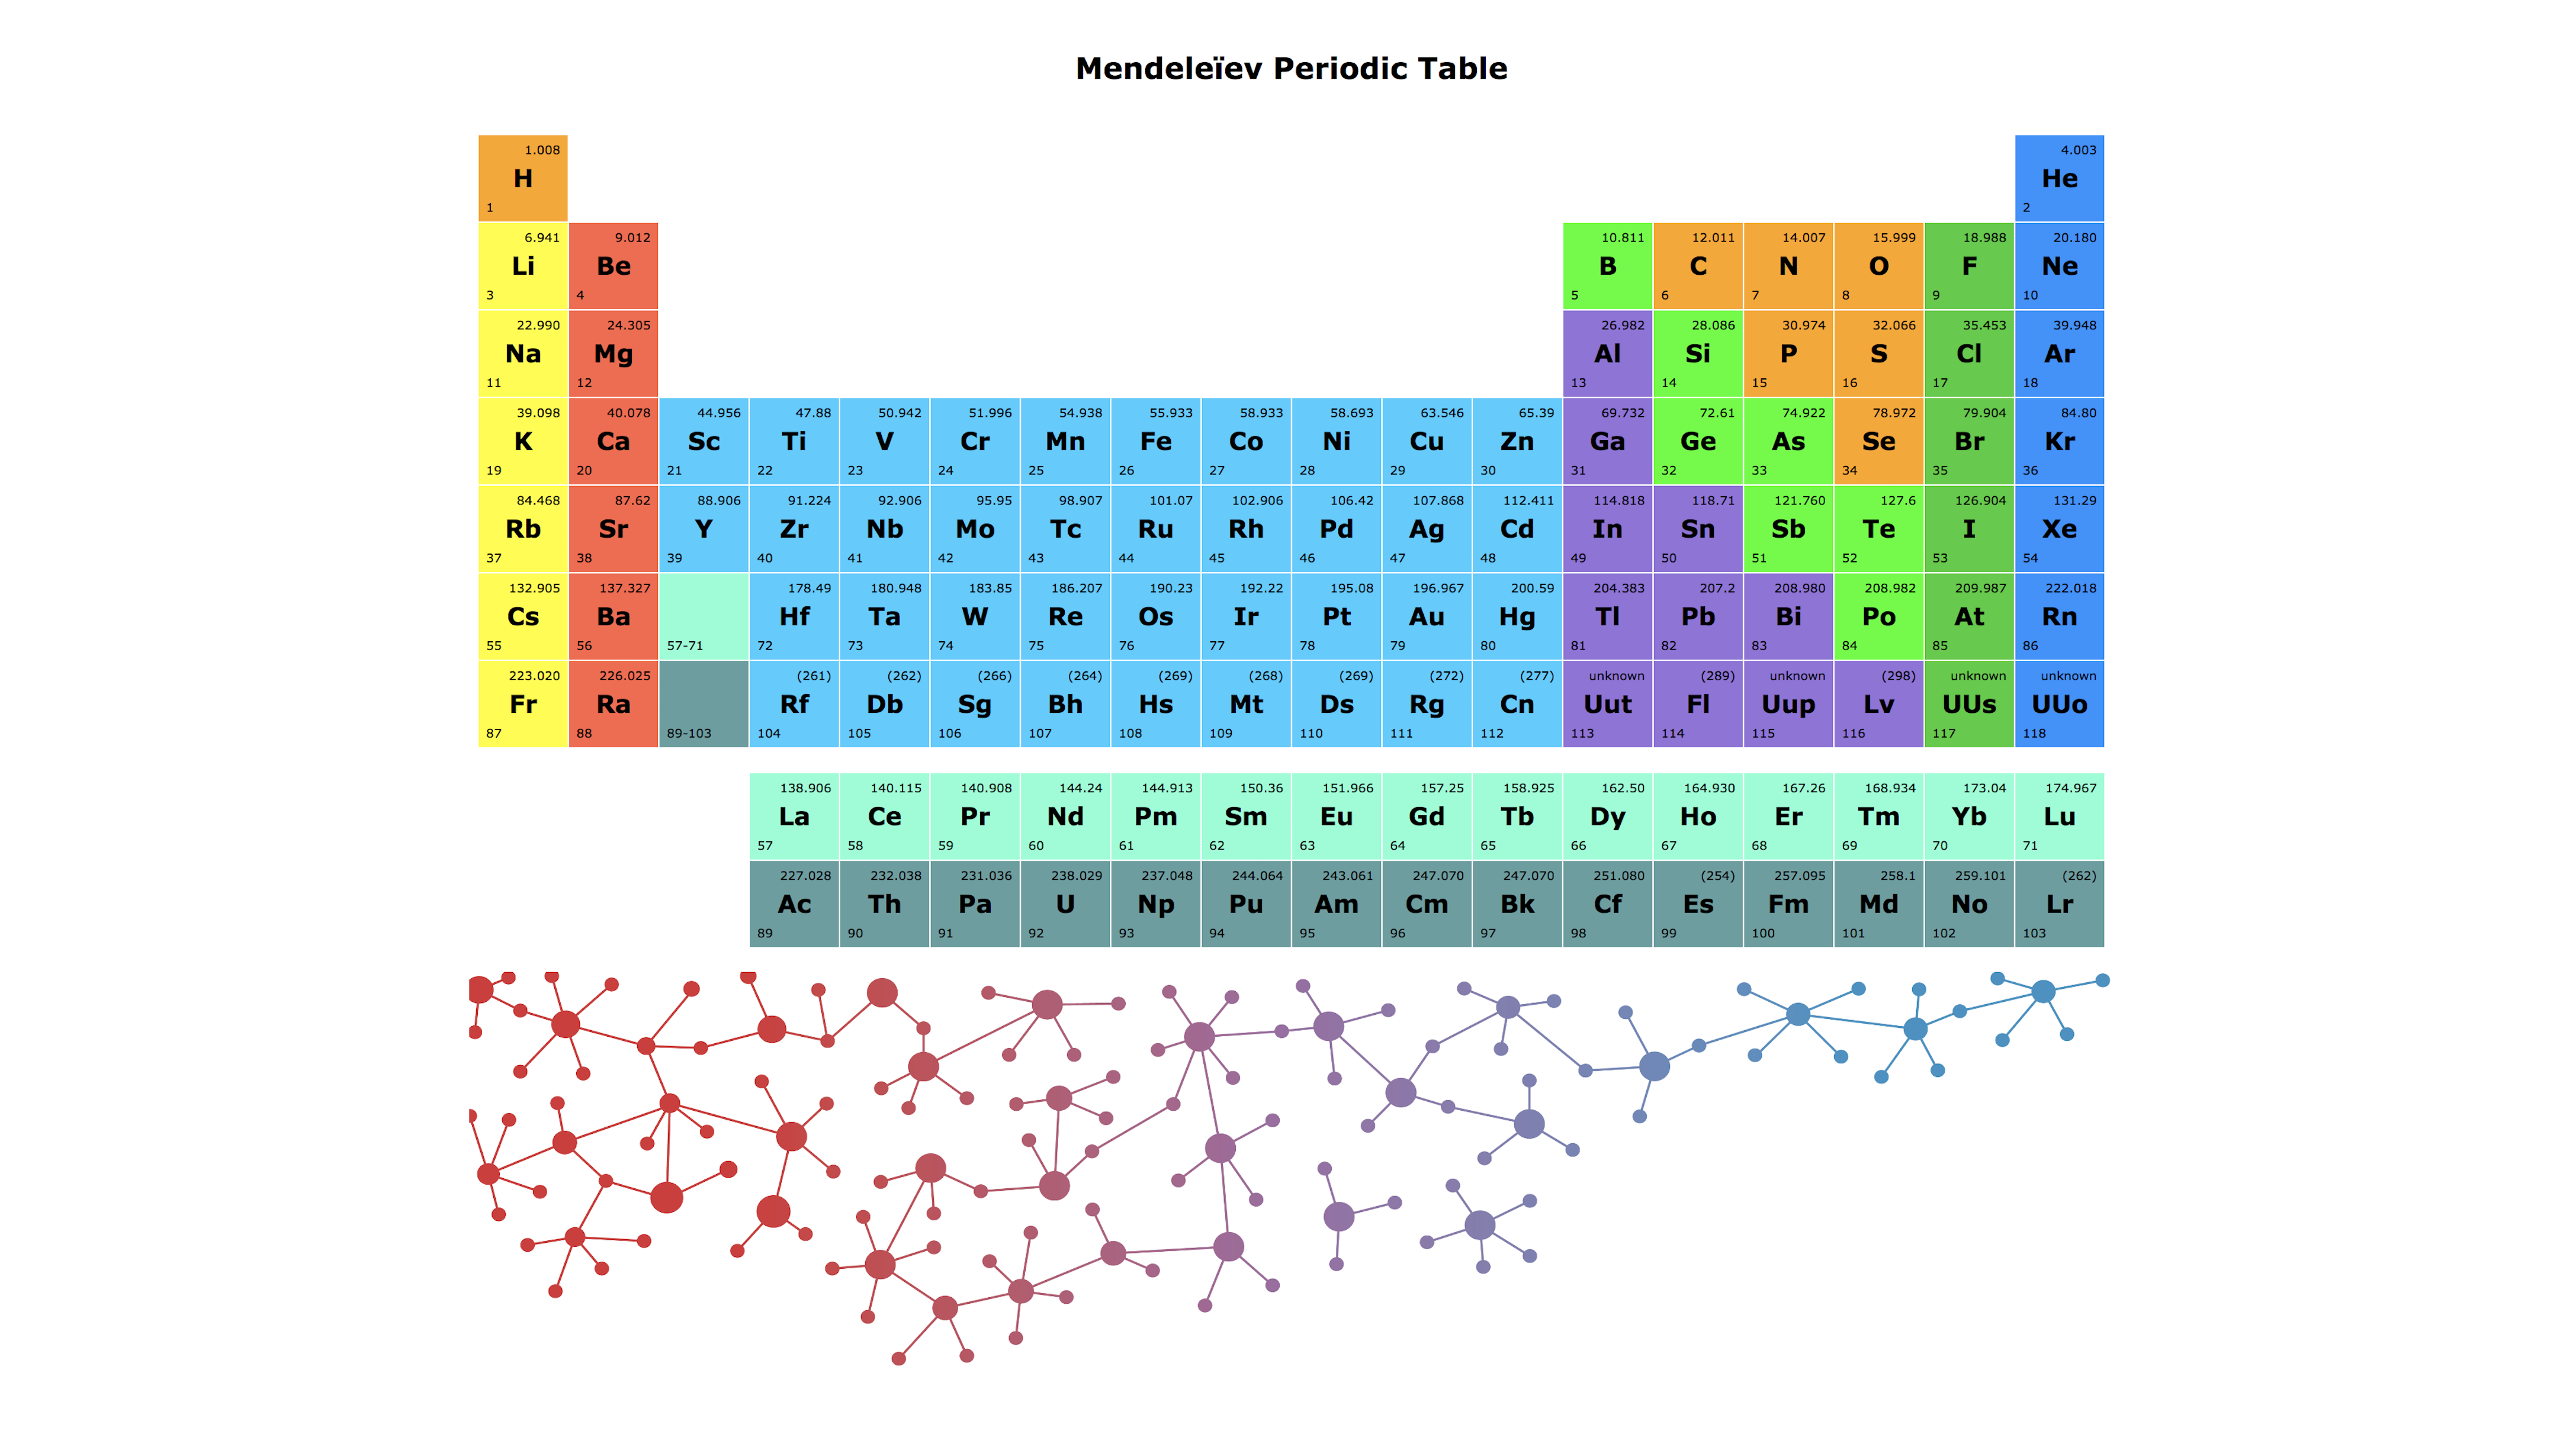 Mendeleïev Periodic Table
1.008 4.003
H He
1 2
6.941 9.012 10.811 12.011 14.007 15.999 18.988 20.180
Li Be B C N O F Ne
3 4 5 6 7 8 9 10
22.990 24.305 26.982 28.086 30.974 32.066 35.453 39.948
Na Mg Al Si P S Cl Ar
11 12 13 14 15 16 17 18
39.098 40.078 44.956 47.88 50.942 51.996 54.938 55.933 58.933 58.693 63.546 65.39 69.732 72.61 74.922 78.972 79.904 84.80
K Ca Sc Ti V Cr Mn Fe Co Ni Cu Zn Ga Ge As Se Br Kr
19 20 21 22 23 24 25 26 27 28 29 30 31 32 33 34 35 36
84.468 87.62 88.906 91.224 92.906 95.95 98.907 101.07 102.906 106.42 107.868 112.411 114.818 118.71 121.760 127.6 126.904 131.29
Rb Sr Y Zr Nb Mo Tc Ru Rh Pd Ag Cd In Sn Sb Te I Xe
37 38 39 40 41 42 43 44 45 46 47 48 49 50 51 52 53 54
132.905 137.327 178.49 180.948 183.85 186.207 190.23 192.22 195.08 196.967 200.59 204.383 207.2 208.980 208.982 209.987 222.018
Cs Ba Hf Ta W Re Os Ir Pt Au Hg Tl Pb Bi Po At Rn
55 56 57-71 72 73 74 75 76 77 78 79 80 81 82 83 84 85 86
223.020 226.025 (261) (262) (266) (264) (269) (268) (269) (272) (277) unknown (289) unknown (298) unknown unknown
Fr Ra Rf Db Sg Bh Hs Mt Ds Rg Cn Uut Fl Uup Lv UUs UUo
87 88 89-103 104 105 106 107 108 109 110 111 112 113 114 115 116 117 118
138.906 140.115 140.908 144.24 144.913 150.36 151.966 157.25 158.925 162.50 164.930 167.26 168.934 173.04 174.967
La Ce Pr Nd Pm Sm Eu Gd Tb Dy Ho Er Tm Yb Lu
57 58 59 60 61 62 63 64 65 66 67 68 69 70 71
227.028 232.038 231.036 238.029 237.048 244.064 243.061 247.070 247.070 251.080 (254) 257.095 258.1 259.101 (262)
Ac Th Pa U Np Pu Am Cm Bk Cf Es Fm Md No Lr
89 90 91 92 93 94 95 96 97 98 99 100 101 102 103